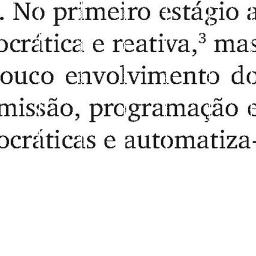 . No primeiro estágio a
ocrática e reativa,³ mas
ouco envolvimento do
missão, programação e
ocráticas e automatiza-